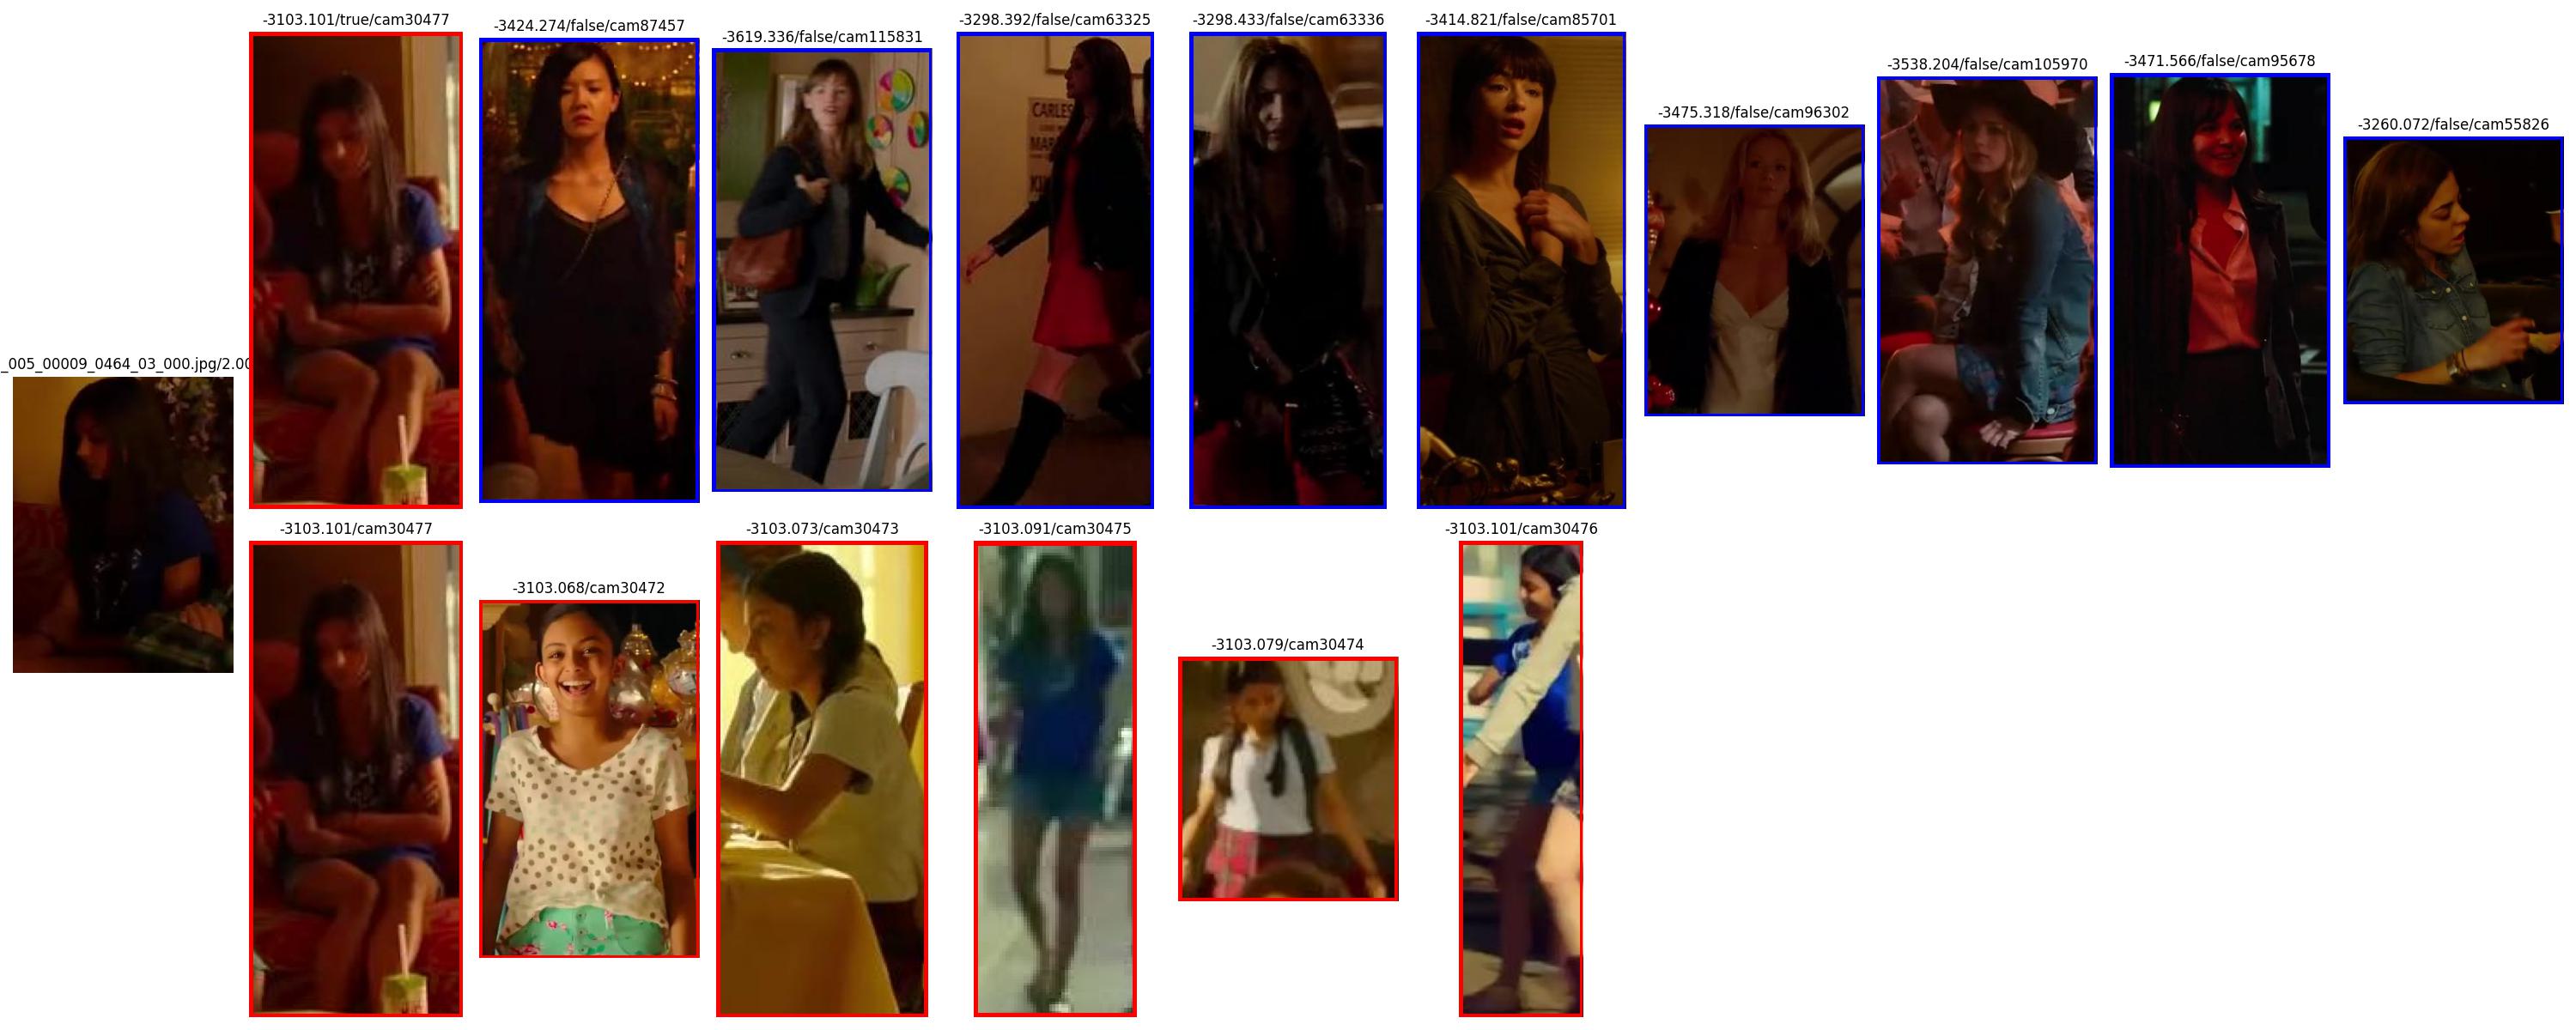 -3103.101/true/cam30477
-3424.274/false/cam87457
-3619.336/false/cam115831
-3298.392/false/cam63325
-3298.433/false/cam63336
-3414.821/false/cam85701
-3475.318/false/cam96302
-3538.204/false/cam105970
-3471.566/false/cam95678
-3260.072/false/cam55826
CARLES
MAR
_005_00009_0464_03_000.jpg/2.00
-3103.101/cam30477
-3103.068/cam30472
-3103.073/cam30473
-3103.091/cam30475
-3103.079/cam30474
-3103.101/cam30476